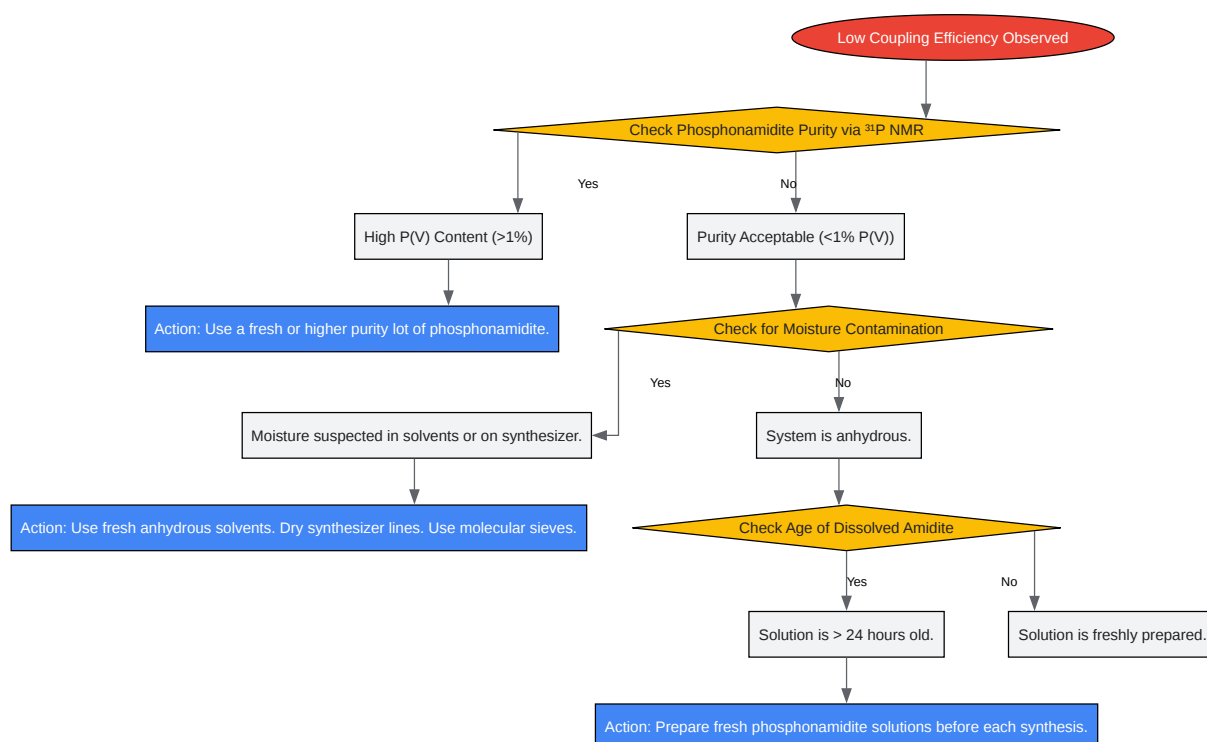 Low Coupling Efficiency Observed
Check Phosphonamidite Purity via ³¹P NMR
Yes
No
High P(V) Content (>1%)
Purity Acceptable (<1% P(V))
Action: Use a fresh or higher purity lot of phosphonamidite.
Check for Moisture Contamination
Yes
No
Moisture suspected in solvents or on synthesizer.
System is anhydrous.
Action: Use fresh anhydrous solvents. Dry synthesizer lines. Use molecular sieves.
Check Age of Dissolved Amidite
Yes
No
Solution is > 24 hours old.
Solution is freshly prepared.
Action: Prepare fresh phosphonamidite solutions before each synthesis.